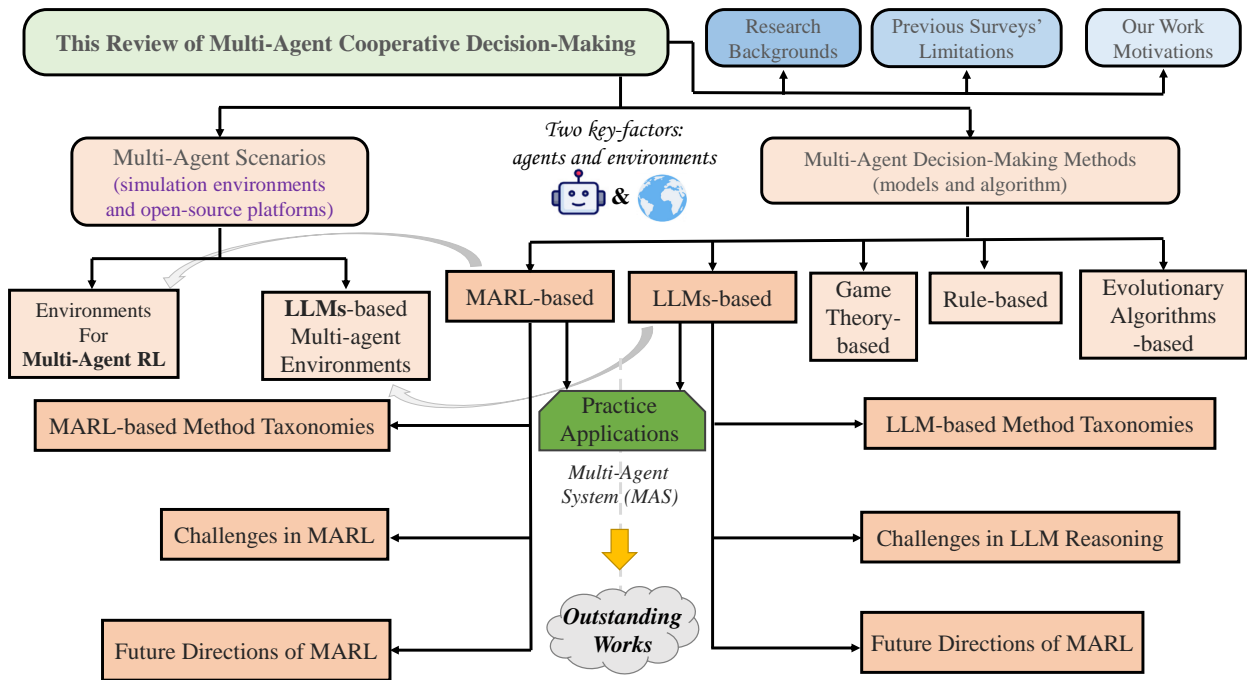 This Review of Multi-Agent Cooperative Decision-Making
Research
Backgrounds
Previous Surveys'
Limitations
Our Work
Motivations
Two key-factors:
agents and environments
&
Multi-Agent Scenarios
(simulation environments
and open-source platforms)
Multi-Agent Decision-Making Methods
(models and algorithm)
Environments
For
Multi-Agent RL
LLMs-based
Multi-agent
Environments
MARL-based
LLMs-based
Game
Theory-
based
Rule-based
Evolutionary
Algorithms
-based
Practice
Applications
MARL-based Method Taxonomies
LLM-based Method Taxonomies
Multi-Agent
System (MAS)
Challenges in MARL
Challenges in LLM Reasoning
Outstanding
Works
Future Directions of MARL
Future Directions of MARL